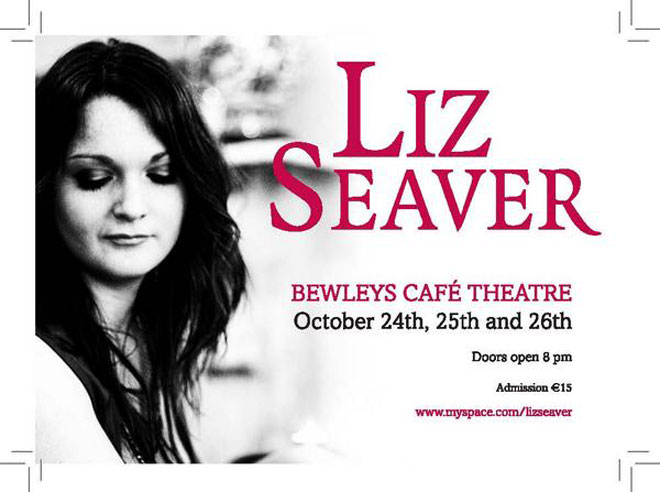 LIZ
SEAVER
BEWLEYS CAFÉ THEATRE
October 24th, 25th and 26th
Doors open 8 pm
Admission €15
www.myspace.com/lizseaver